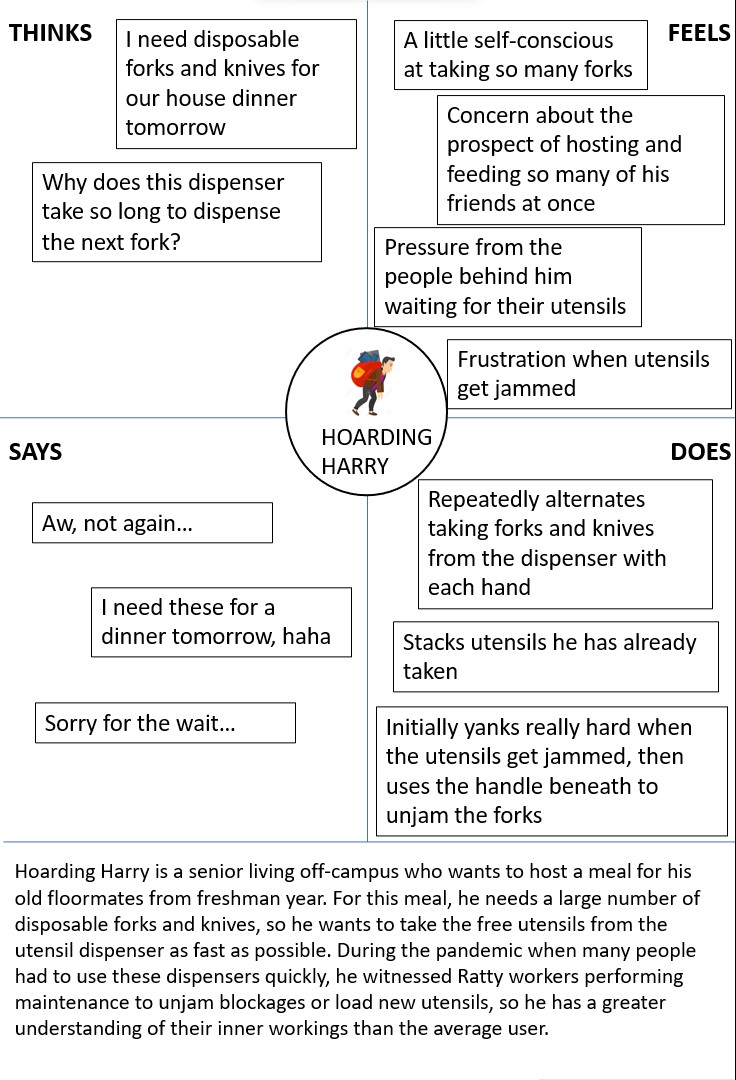 THINKS
I need disposable
forks and knives for
our house dinner
tomorrow
Why does this dispenser
take so long to dispense
the next fork?
FEELS
A little self-conscious
at taking so many forks
Concern about the
prospect of hosting and
feeding so many of his
friends at once
Pressure from the
people behind him
waiting for their utensils
Frustration when utensils
get jammed
HOARDING
HARRY
SAYS
Aw, not again...
I need these for a
dinner tomorrow, haha
Sorry for the wait...
DOES
Repeatedly alternates
taking forks and knives
from the dispenser with
each hand
Stacks utensils he has already
taken
Initially yanks really hard when
the utensils get jammed, then
uses the handle beneath to
unjam the forks
Hoarding Harry is a senior living off-campus who wants to host a meal for his
old floormates from freshman year. For this meal, he needs a large number of
disposable forks and knives, so he wants to take the free utensils from the
utensil dispenser as fast as possible. During the pandemic when many people
had to use these dispensers quickly, he witnessed Ratty workers performing
maintenance to unjam blockages or load new utensils, so he has a greater
understanding of their inner workings than the average user.